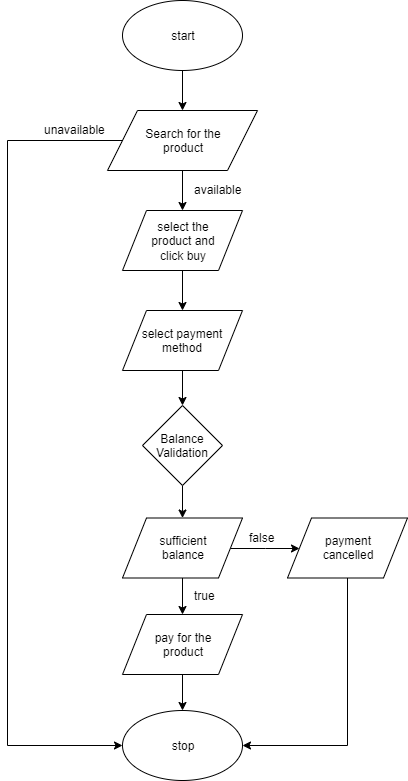 start
unavailable
Search for the
product
available
select the
product and
click buy
select payment
method
Balance
Validation
sufficient
balance
false
payment
cancelled
true
pay for the
product
stop